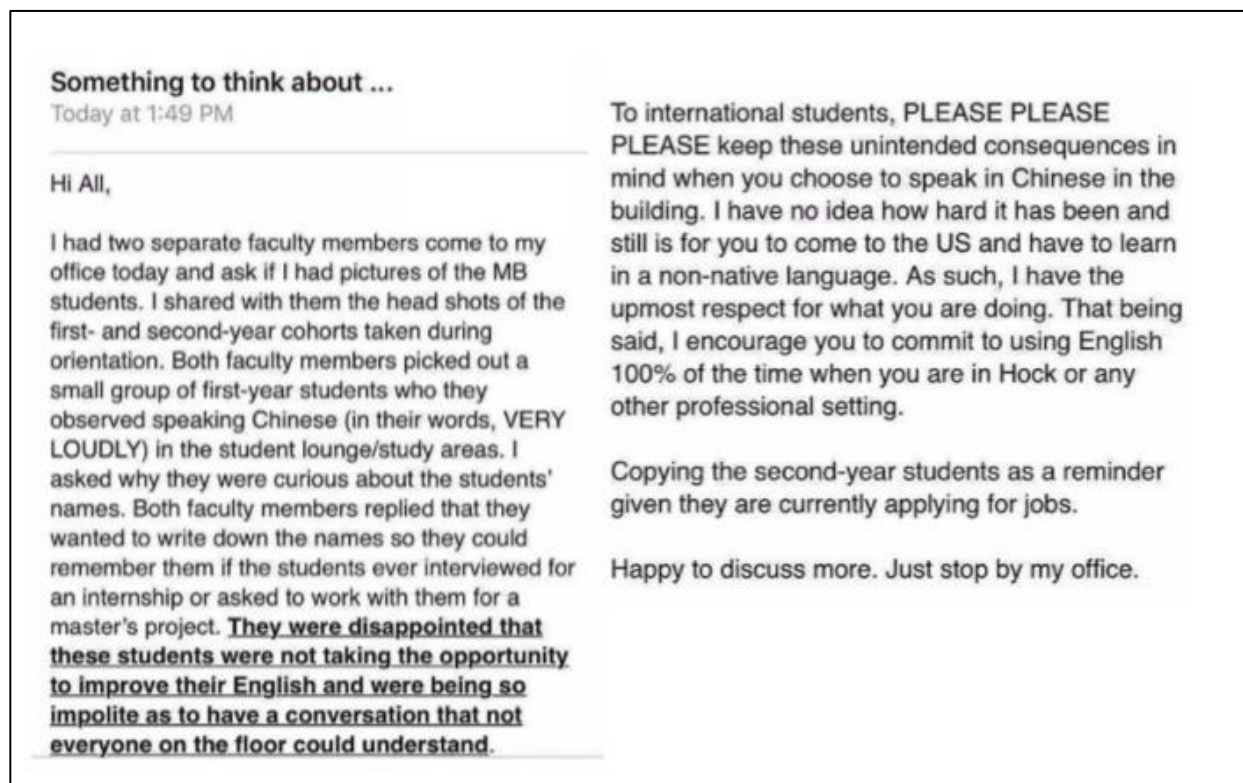 Something to think about ...
Today at 1:49 PM
Hi All,
I had two separate faculty members come to my
office today and ask if I had pictures of the MB
students. I shared with them the head shots of the
first- and second-year cohorts taken during
orientation. Both faculty members picked out a
small group of first-year students who they
observed speaking Chinese (in their words, VERY
LOUDLY) in the student lounge/study areas. I
asked why they were curious about the students'
names. Both faculty members replied that they
wanted to write down the names so they could
remember them if the students ever interviewed for
an internship or asked to work with them for a
master's project. They were disappointed that
these students were not taking the opportunity
to improve their English and were being so
impolite as to have a conversation that not
everyone on the floor could understand.
To international students, PLEASE PLEASE
PLEASE keep these unintended consequences in
mind when you choose to speak in Chinese in the
building. I have no idea how hard it has been and
still is for you to come to the US and have to learn
in a non-native language. As such, I have the
upmost respect for what you are doing. That being
said, I encourage you to commit to using English
100% of the time when you are in Hock or any
other professional setting.
Copying the second-year students as a reminder
given they are currently applying for jobs.
Happy to discuss more. Just stop by my office.